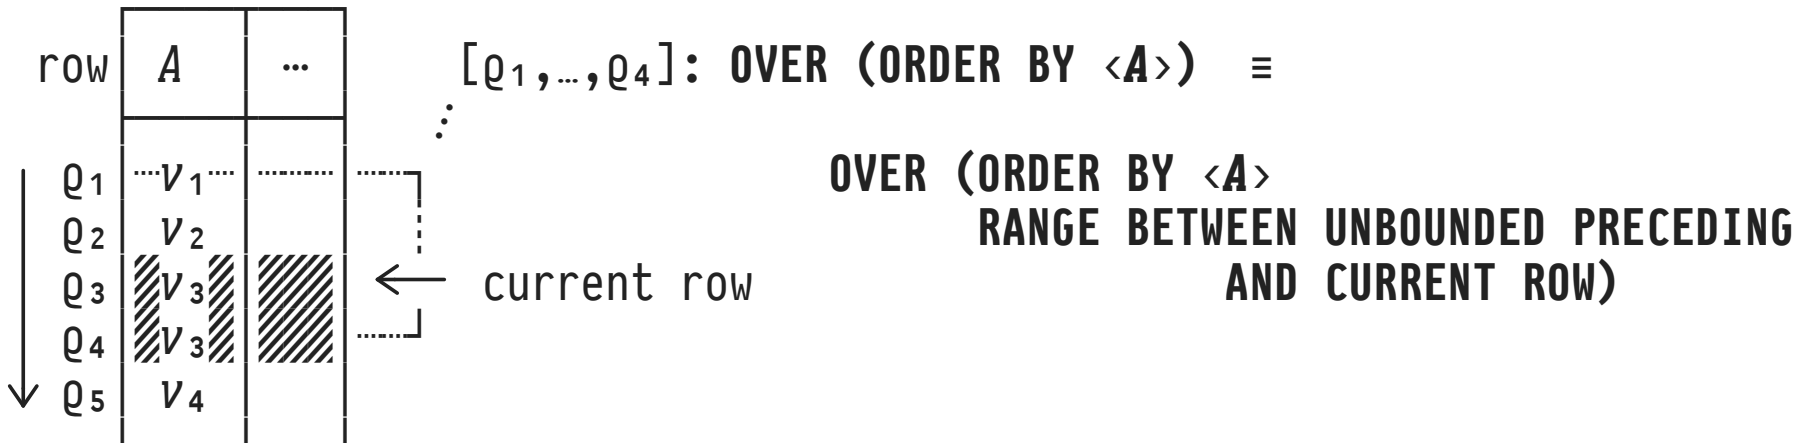 row A … [ϱ₁,…,ϱ₄]: OVER (ORDER BY <A>) ≡
ϱ₁ v₁ OVER (ORDER BY <A>
ϱ₂ v₂ RANGE BETWEEN UNBOUNDED PRECEDING
ϱ₃ v₃ current row AND CURRENT ROW)
ϱ₄ v₃
ϱ₅ v₄